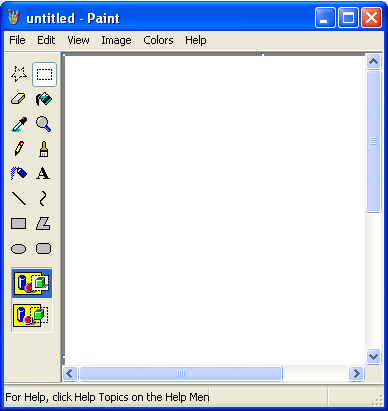 untitled - Paint
File Edit View Image Colors Help
A
For Help, click Help Topics on the Help Men